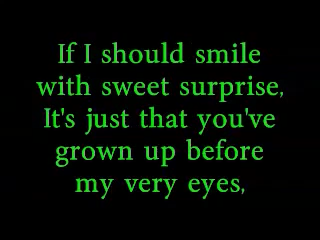 If I should smile
with sweet surprise,
It's just that you've
grown up before
my very eyes,